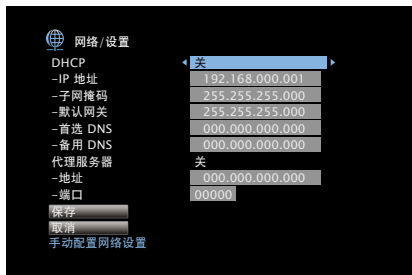 网络/设置
DHCP 关
-IP 地址 192.168.000.001
-子网掩码 255.255.255.000
-默认网关 255.255.255.000
-首选 DNS 000.000.000.000
-备用 DNS 000.000.000.000
代理服务器 关
-地址 000.000.000.000
-端口 00000
保存
取消
手动配置网络设置